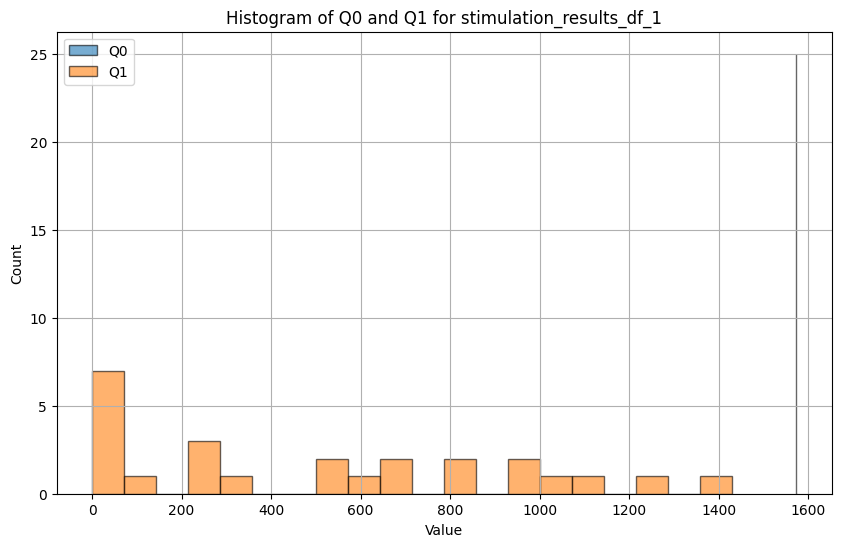 Histogram of Q0 and Q1 for stimulation_results_df_1
Q0
Q1
25
20
15
10
5
0
Count
0 200 400 600 800 1000 1200 1400 1600
Value